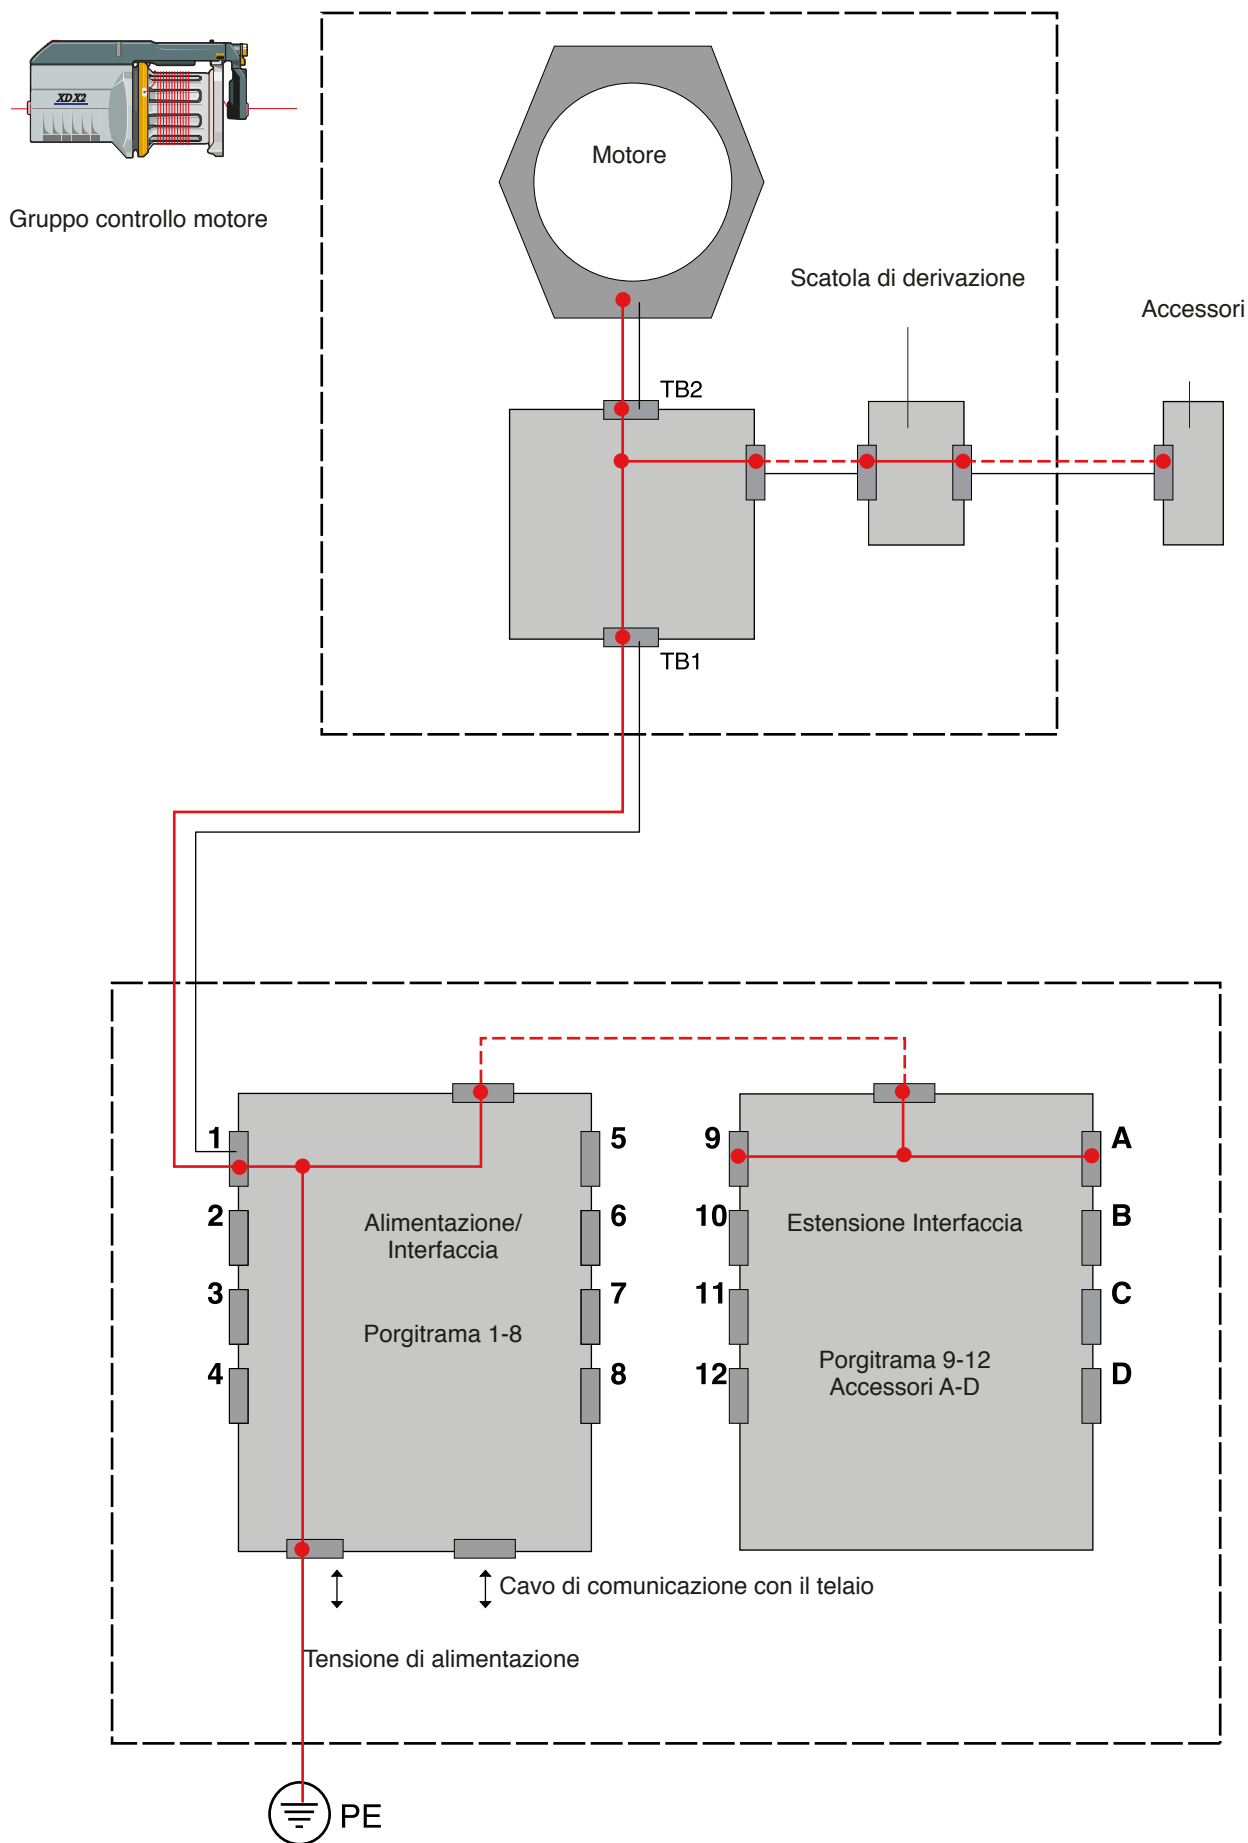 XD X2
Gruppo controllo motore
Motore
Scatola di derivazione
Accessori
TB2
TB1
1
2
3
4
5
6
7
8
Alimentazione/
Interfaccia
Porgitrama 1-8
9
10
11
12
A
B
C
D
Estensione Interfaccia
Porgitrama 9-12
Accessori A-D
Cavo di comunicazione con il telaio
Tensione di alimentazione
PE